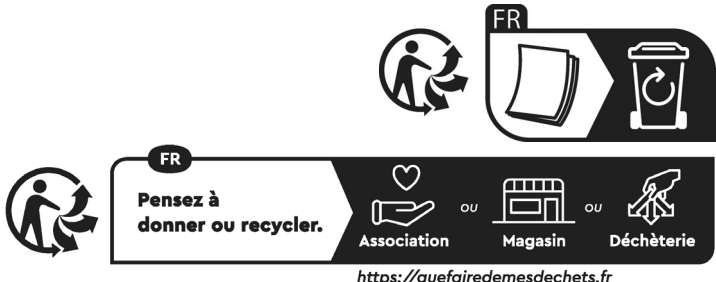 FR
FR
Pensez à
donner ou recycler.
Association
ou
Magasin
ou
Déchèterie
https://quefairedemesdechets.fr